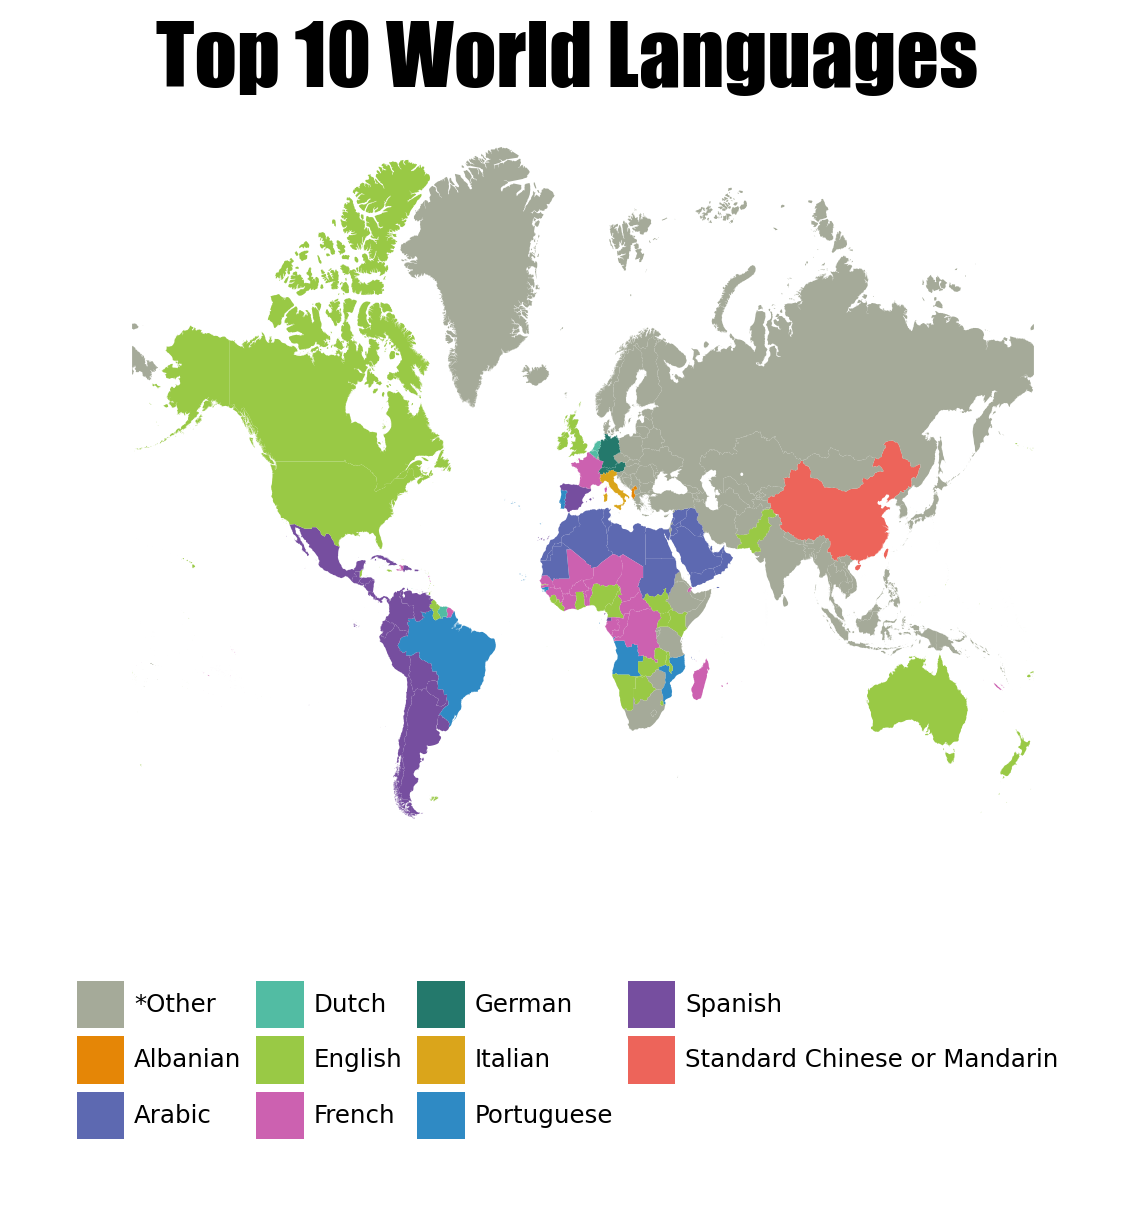 Top 10 World Languages
*Other
Albanian
Arabic
Dutch
English
French
German
Italian
Portuguese
Spanish
Standard Chinese or Mandarin